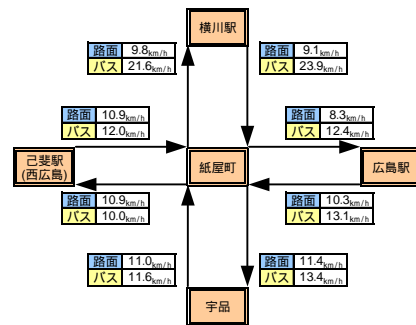 横川駅
路面 9.8km/h
バス 21.6km/h
路面 9.1km/h
バス 23.9km/h
路面 10.9km/h
バス 12.0km/h
路面 8.3km/h
バス 12.4km/h
己斐駅
(西広島)
紙屋町
広島駅
路面 10.9km/h
バス 10.0km/h
路面 10.3km/h
バス 13.1km/h
路面 11.0km/h
バス 11.6km/h
路面 11.4km/h
バス 13.4km/h
宇品